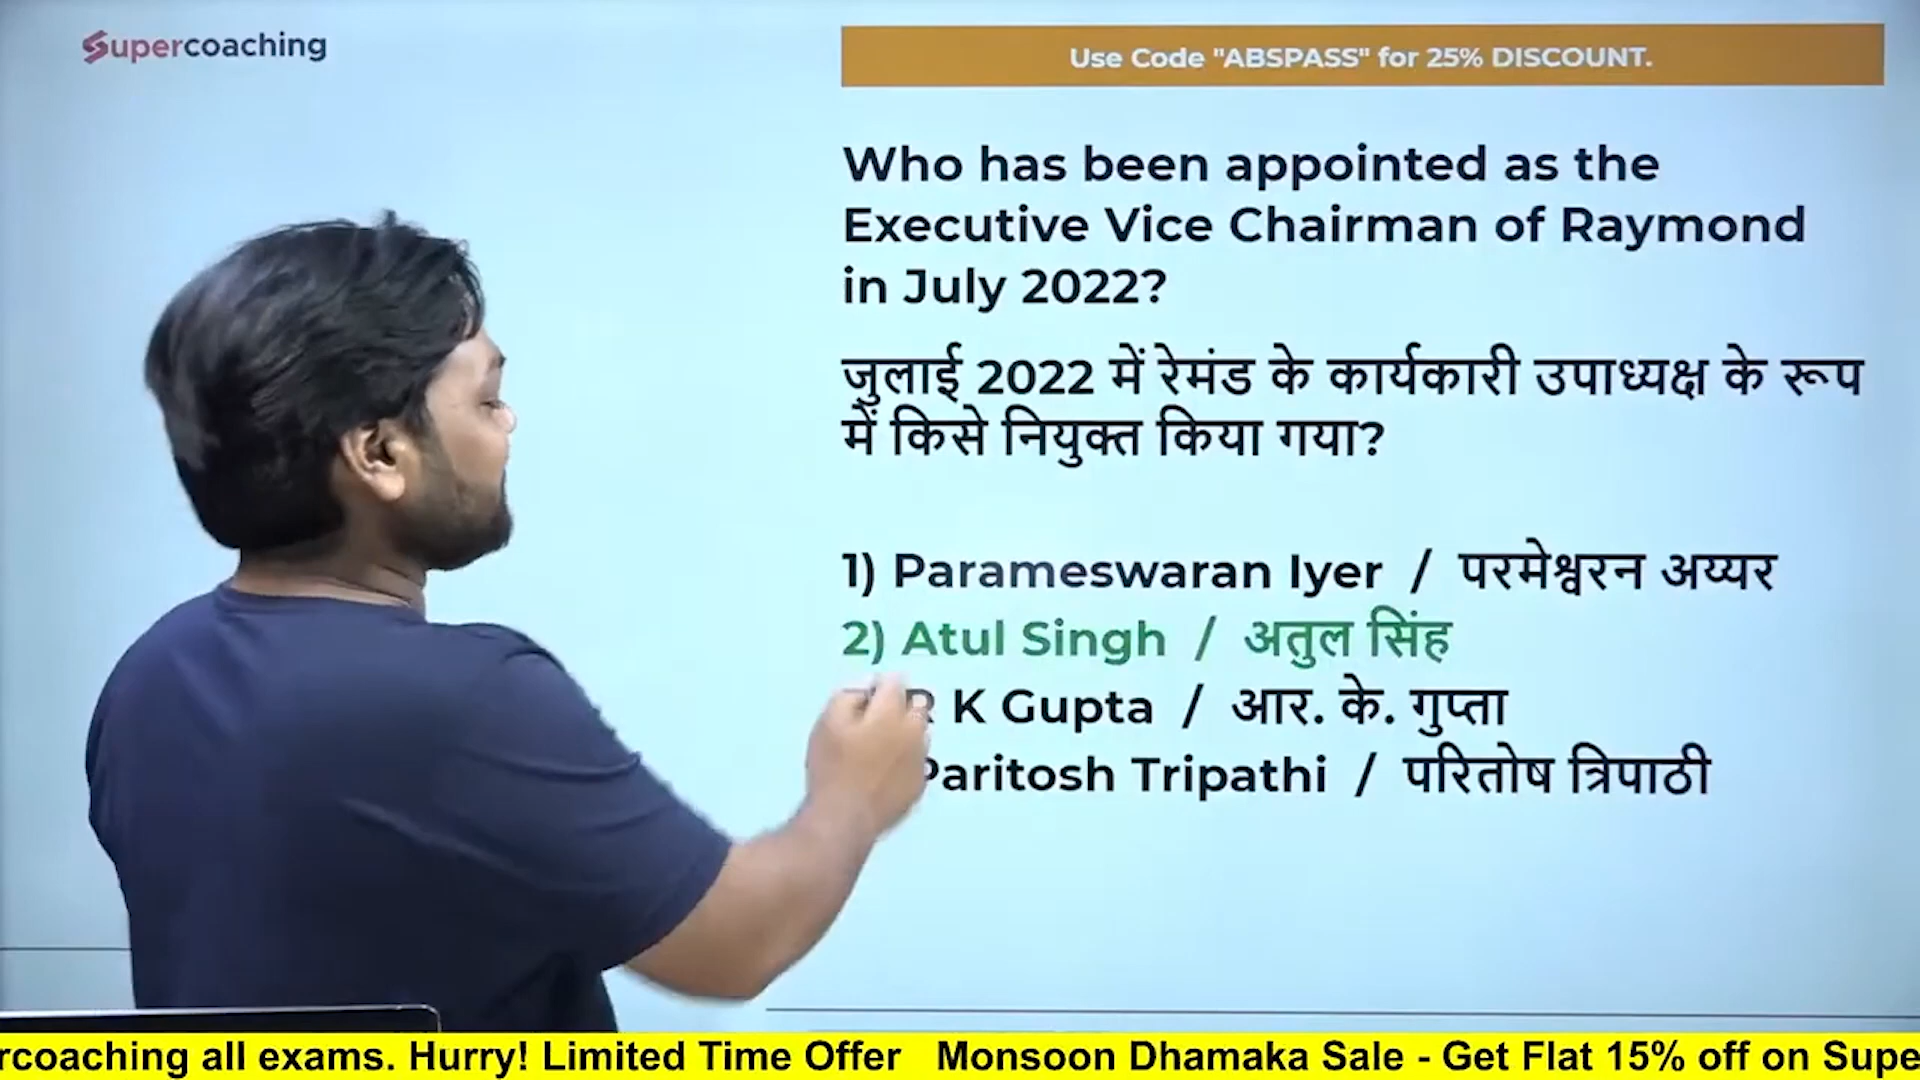 Supercoaching
Use Code "ABSPASS" for 25% DISCOUNT.
Who has been appointed as the
Executive Vice Chairman of Raymond
in July 2022?
जुलाई 2022 में रेमंड के कार्यकारी उपाध्यक्ष के रूप
में किसे नियुक्त किया गया?
1) Parameswaran Iyer / परमेश्वरन अय्यर
2) Atul Singh / अतुल सिंह
R K Gupta / आर. के. गुप्ता
Paritosh Tripathi / परितोष त्रिपाठी
rcoaching all exams. Hurry! Limited Time Offer Monsoon Dhamaka Sale - Get Flat 15% off on Supe